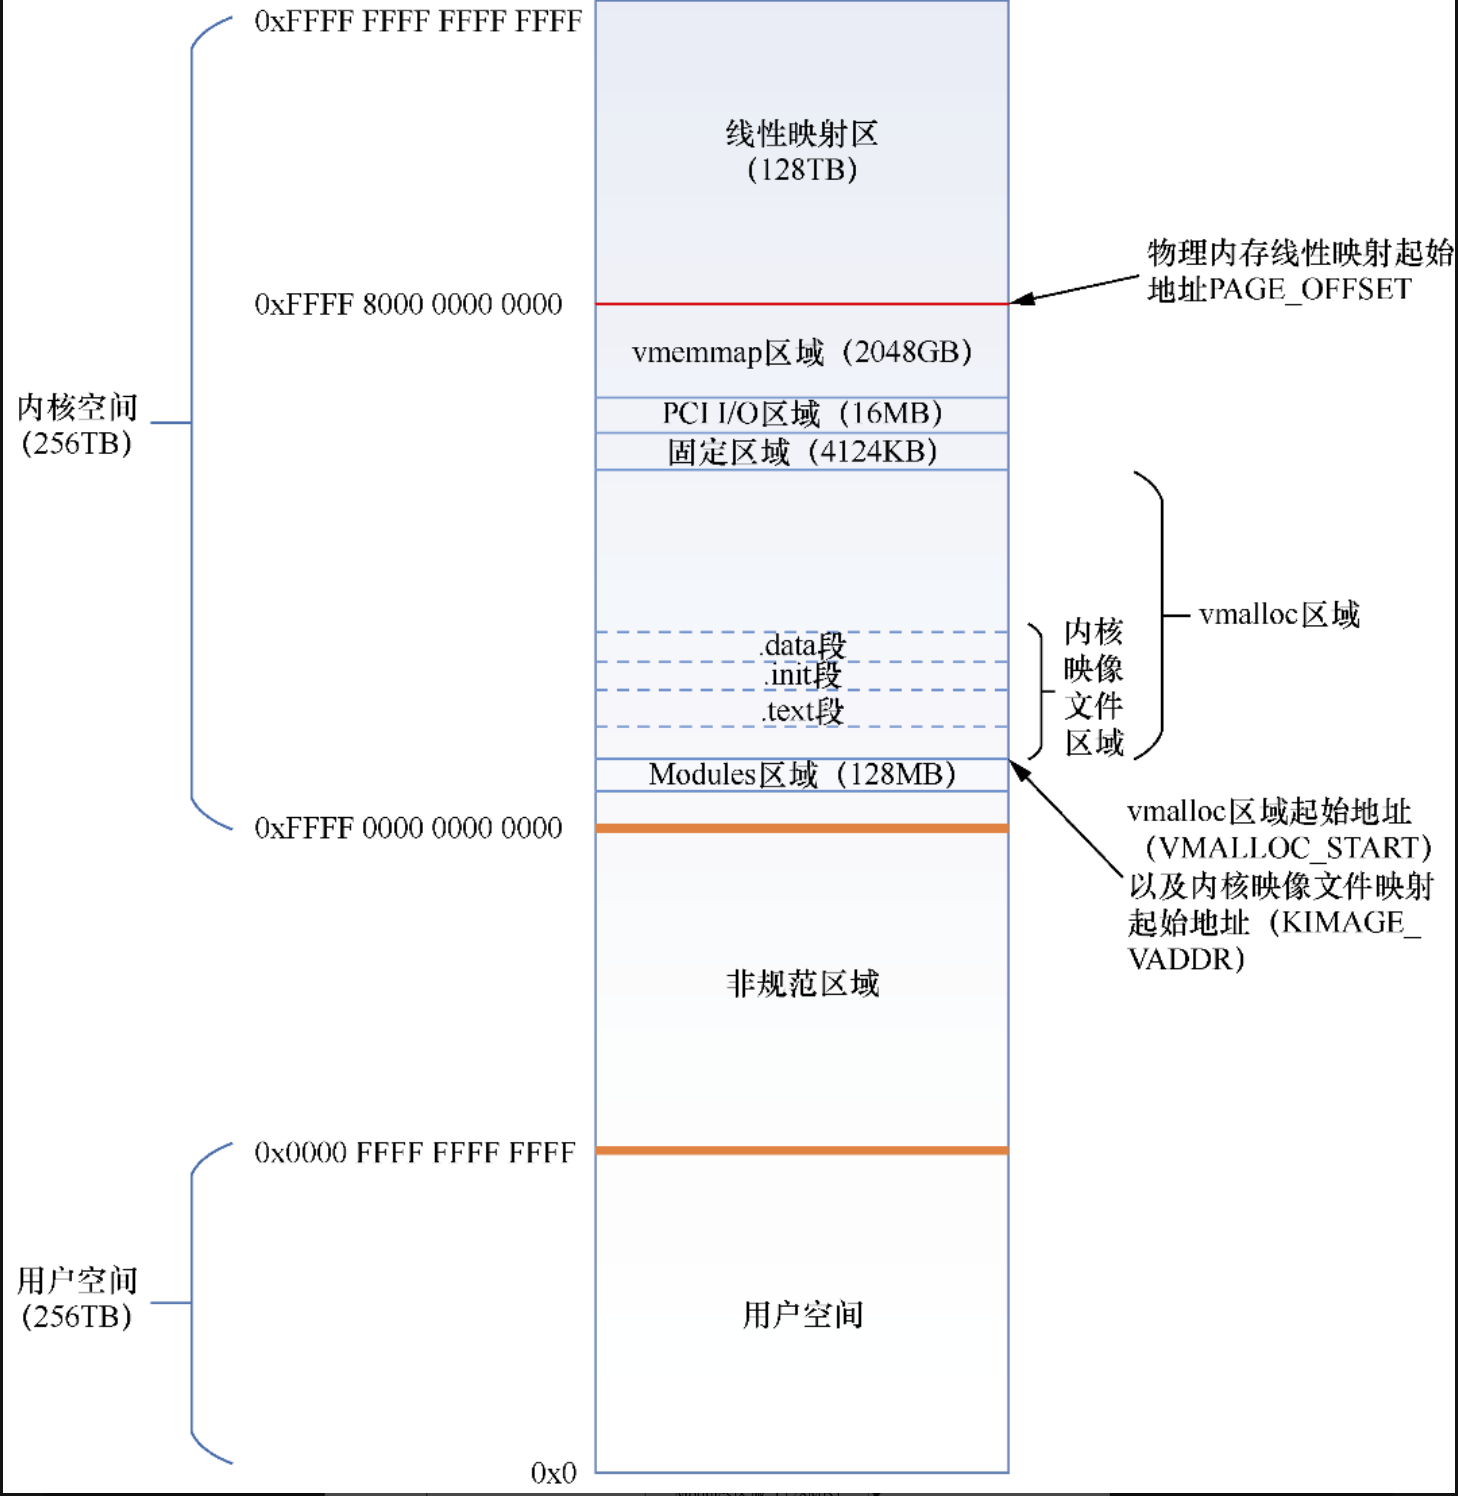 0xFFFF FFFF FFFF FFFF
线性映射区
(128TB)
物理内存线性映射起始
地址PAGE_OFFSET
0xFFFF 8000 0000 0000
vmemmap区域（2048GB）
内核空间
(256TB)
PCI I/O区域（16MB）
固定区域（4124KB）
vmalloc区域
内核
映像
文件
区域
.data段
.init段
.text段
Modules区域（128MB）
0xFFFF 0000 0000 0000
vmalloc区域起始地址
（VMALLOC_START）
以及内核映像文件映射
起始地址（KIMAGE_
VADDR）
非规范区域
0x0000 FFFF FFFF FFFF
用户空间
(256TB)
用户空间
0x0